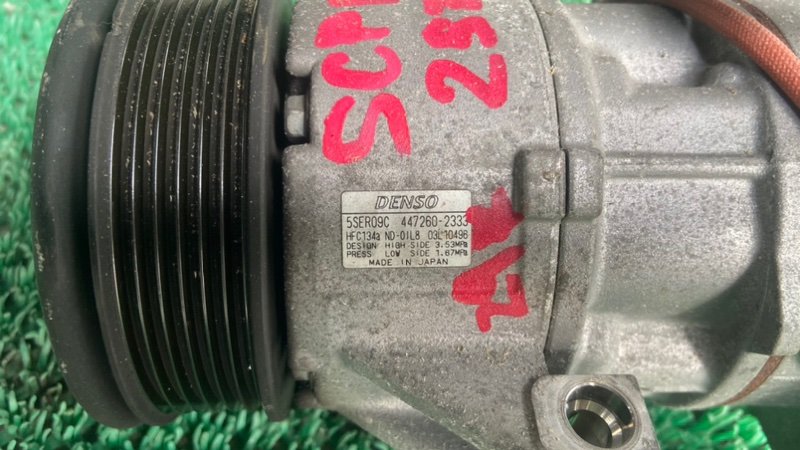 SCP
DENSO
5SER09C 447260-2333
HFC134a ND-OIL8 03L10496
DESIGN HIGH SIDE 3.53MPa
PRESS LOW SIDE 1.67MPa
MADE IN JAPAN